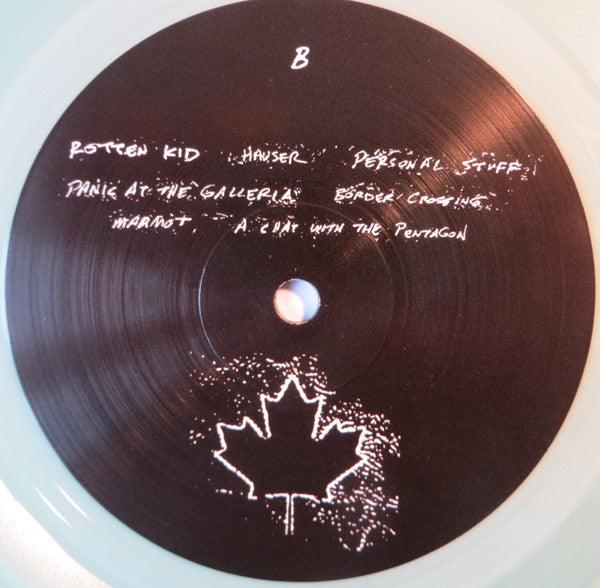 B
ROTTEN KID HAUSER PERSONAL STUFF
PANIC AT THE GALLERIA BORDER CROSSING
MARMOT A CHAT WITH THE PENTAGON